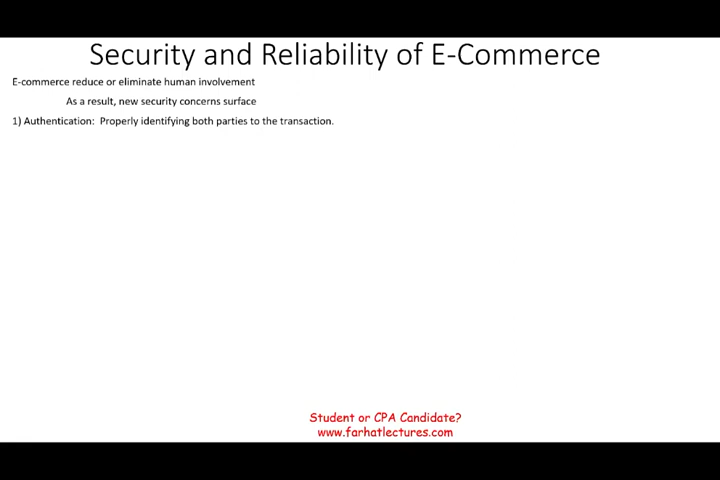 Security and Reliability of E-Commerce
E-commerce reduce or eliminate human involvement
As a result, new security concerns surface
1) Authentication: Properly identifying both parties to the transaction.
Student or CPA Candidate?
www.farhatlectures.com